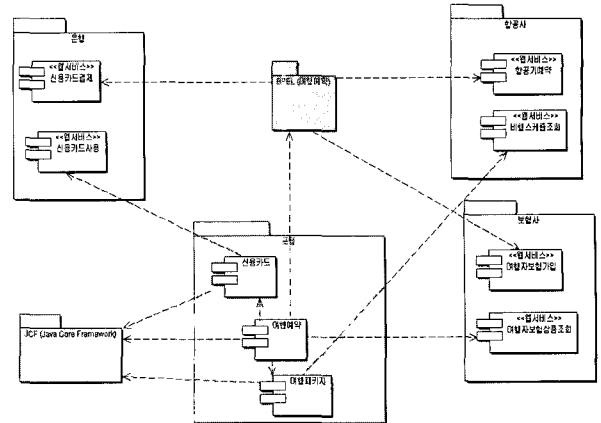 은행
<<웹서비스>>
신용카드결제
<<웹서비스>>
신용카드사용
BPEL (여행예약)
항공사
<<웹서비스>>
항공기예약
<<웹서비스>>
비행스케쥴조회
보험사
<<웹서비스>>
여행자보험가입
<<웹서비스>>
여행자보험상품조회
신용카드
여행예약
여행패키지
JCF (Java Core Framework)